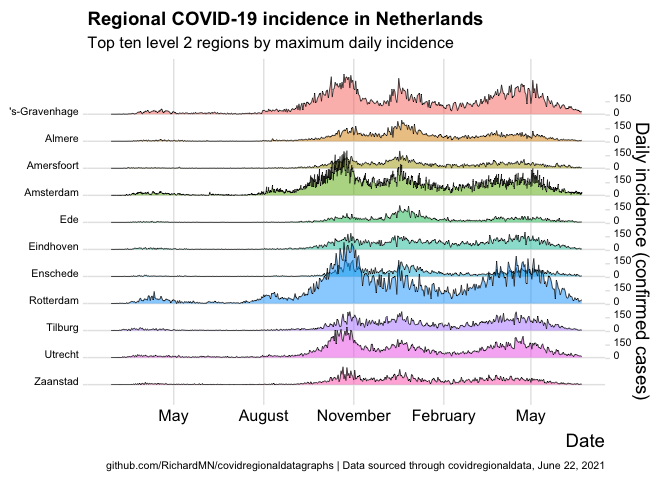 Regional COVID-19 incidence in Netherlands
Top ten level 2 regions by maximum daily incidence
's-Gravenhage
150
0
Almere
150
0
Amersfoort
150
0
Amsterdam
150
0
Ede
150
0
Eindhoven
150
0
Enschede
150
0
Rotterdam
150
0
Tilburg
150
0
Utrecht
150
0
Zaanstad
150
0
Daily incidence (confirmed cases)
May August November February May
Date
github.com/RichardMN/covidregionaldatagraphs | Data sourced through covidregionaldata, June 22, 2021